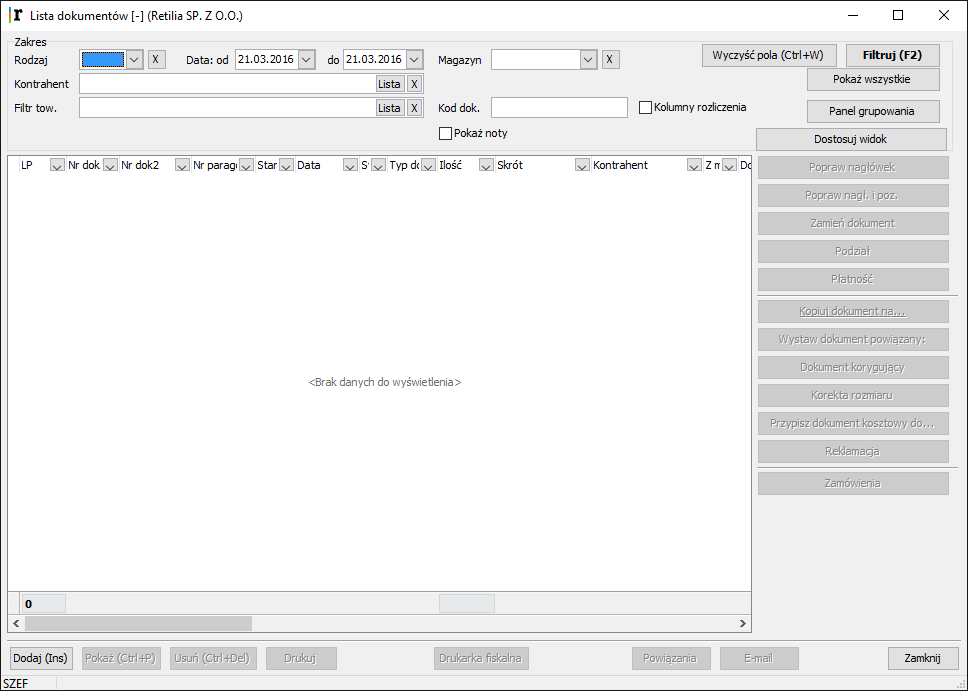 r Lista dokumentów [-] (Retilia SP. Z O.O.)
Zakres
Rodzaj X Data: od 21.03.2016 do 21.03.2016 Magazyn X Wyczyść pola (Ctrl+W) Filtruj (F2)
Kontrahent Lista X Pokaż wszystkie
Filtr tow. Lista X Kod dok. Kolumny rozliczenia Panel grupowania
Pokaż noty Dostosuj widok
LP Nr dok Nr dok2 Nr parag Star Data S Typ do Ilość Skrót Kontrahent Z m Do
Popraw nagłówek
Popraw nagł. i poz.
Zamień dokument
Podział
Płatność
Kopiuj dokument na...
Wystaw dokument powiązany:
Dokument korygujący
<Brak danych do wyświetlenia>
Korekta rozmiaru
Przypisz dokument kosztowy do...
Reklamacja
Zamówienia
0
Dodaj (Ins) Pokaż (Ctrl+P) Usuń (Ctrl+Del) Drukuj Drukarka fiskalna Powiązania E-mail Zamknij
SZEF